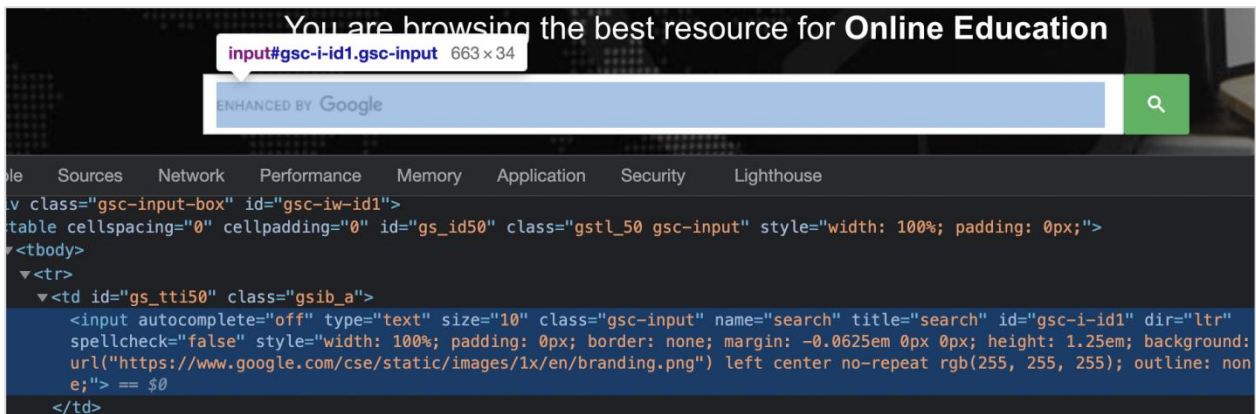 You are browsing the best resource for Online Education
input#gsc-i-id1.gsc-input 663 × 34
ENHANCED BY Google
Sources Network Performance Memory Application Security Lighthouse
class="gsc-input-box" id="gsc-iw-id1">
table cellspacing="0" cellpadding="0" id="gs_id50" class="gstl_50 gsc-input" style="width: 100%; padding: 0px;">
▼<tbody>
▼<tr>
▼<td id="gs_tti50" class="gsib_a">
<input autocomplete="off" type="text" size="10" class="gsc-input" name="search" title="search" id="gsc-i-id1" dir="ltr"
spellcheck="false" style="width: 100%; padding: 0px; border: none; margin: -0.0625em 0px 0px; height: 1.25em; background:
url("https://www.google.com/cse/static/images/1x/en/branding.png") left center no-repeat rgb(255, 255, 255); outline: non
e;"> == $0
</td>